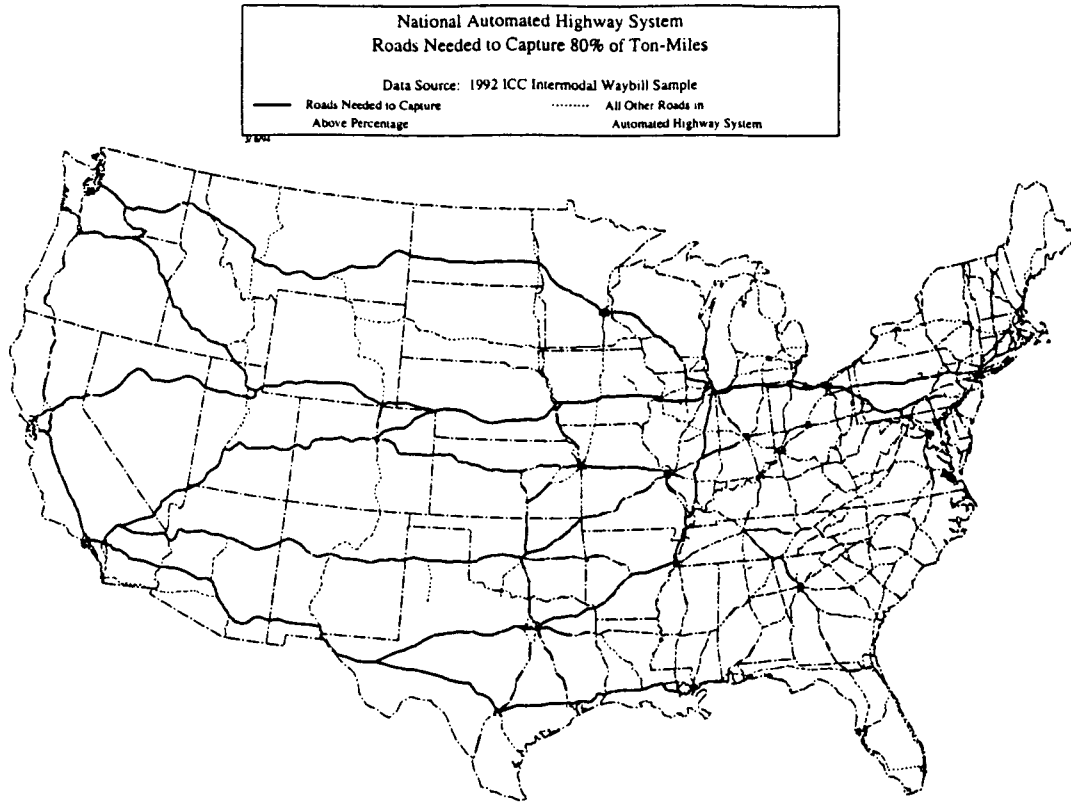 National Automated Highway System
Roads Needed to Capture 80% of Ton-Miles
Data Source: 1992 ICC Intermodal Waybill Sample
Roads Needed to Capture
Above Percentage
All Other Roads in
Automated Highway System